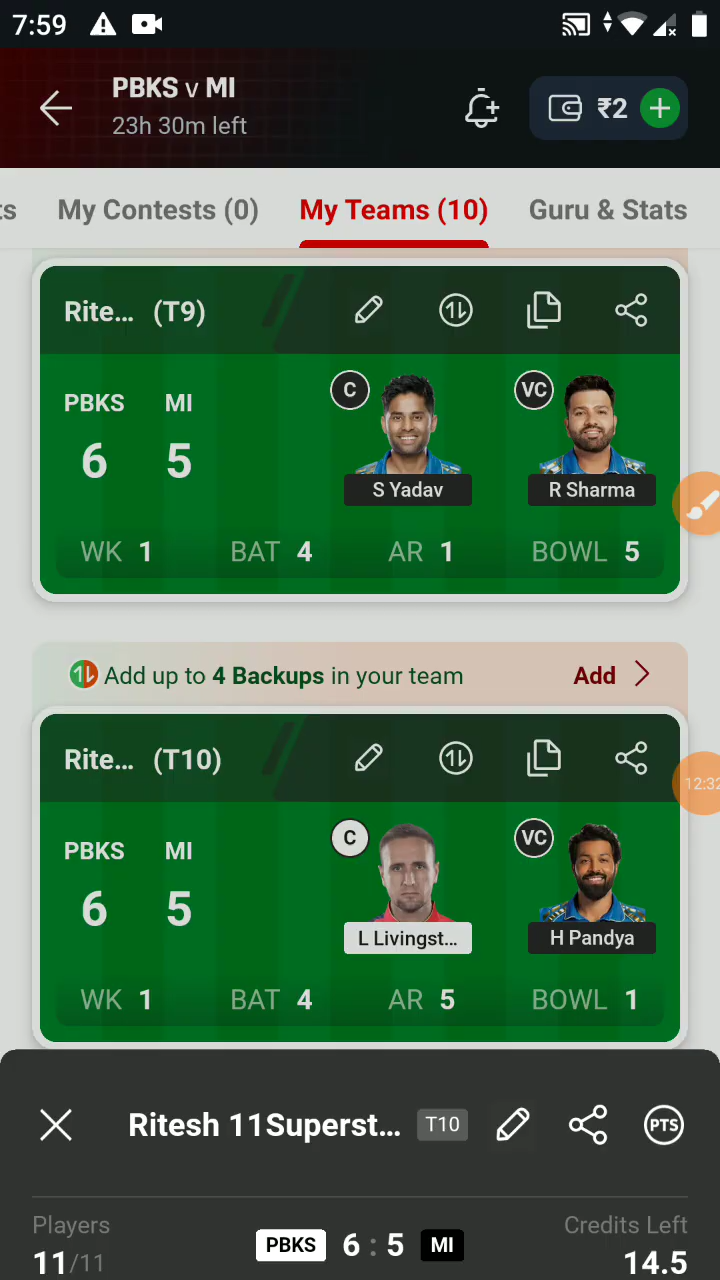 7:59
PBKS v MI
23h 30m left
₹2
ts My Contests (0) My Teams (10) Guru & Stats
Rite... (T9)
C VC
PBKS MI
6 5
S Yadav R Sharma
WK 1 BAT 4 AR 1 BOWL 5
Add up to 4 Backups in your team Add
Rite... (T10)
12:32
C VC
PBKS MI
6 5
L Livingst... H Pandya
WK 1 BAT 4 AR 5 BOWL 1
Ritesh 11Superst... T10 PTS
Players Credits Left
11/11 PBKS 6 : 5 MI 14.5